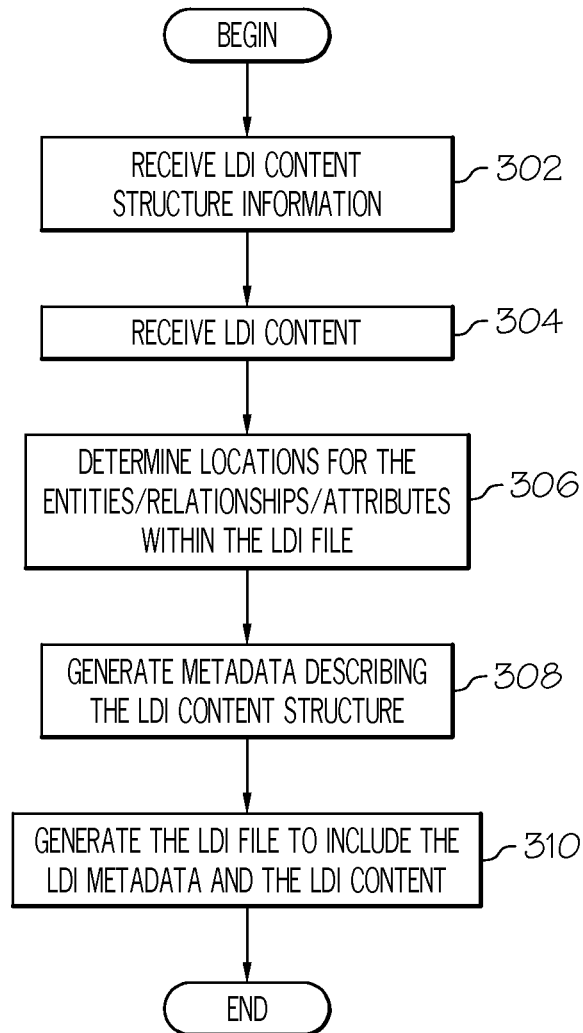 BEGIN
RECEIVE LDI CONTENT
STRUCTURE INFORMATION
302
RECEIVE LDI CONTENT
304
DETERMINE LOCATIONS FOR THE
ENTITIES/RELATIONSHIPS/ATTRIBUTES
WITHIN THE LDI FILE
306
GENERATE METADATA DESCRIBING
THE LDI CONTENT STRUCTURE
308
GENERATE THE LDI FILE TO INCLUDE THE
LDI METADATA AND THE LDI CONTENT
310
END